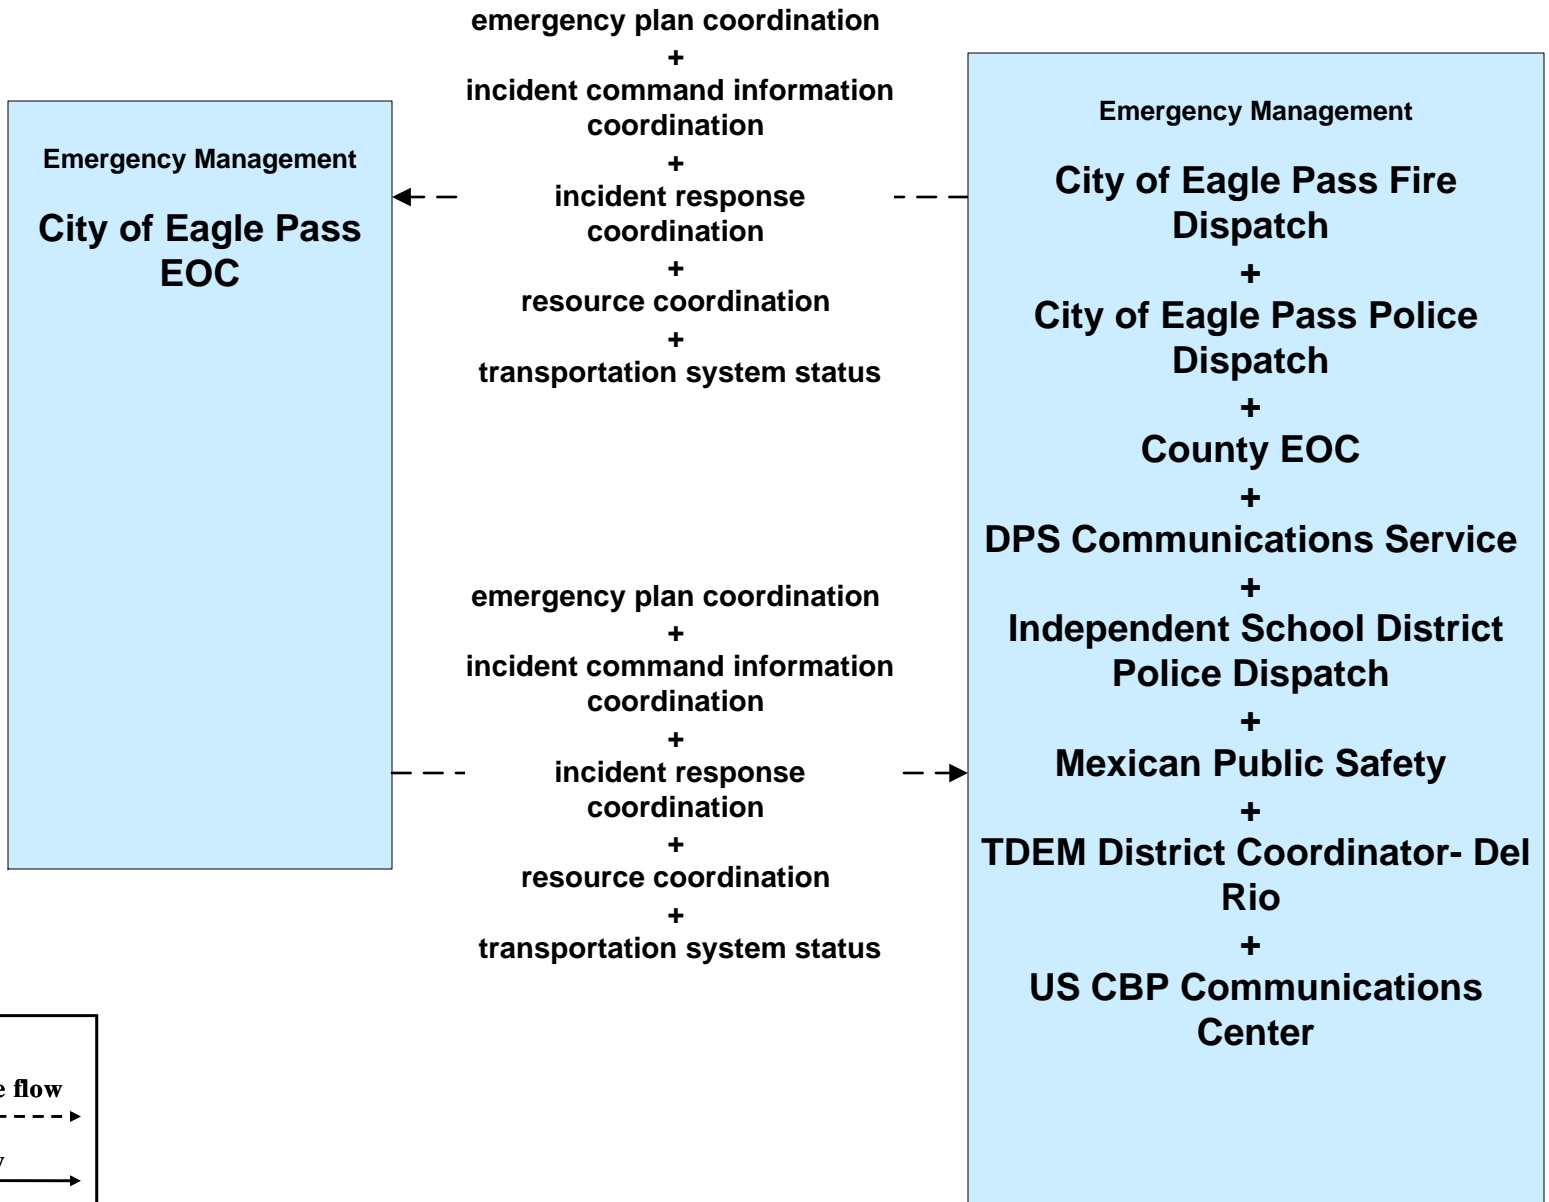 emergency plan coordination
+
incident command information
coordination
+
incident response
coordination
+
resource coordination
+
transportation system status
Emergency Management
City of Eagle Pass
EOC
emergency plan coordination
+
incident command information
coordination
+
incident response
coordination
+
resource coordination
+
transportation system status
Emergency Management
City of Eagle Pass Fire
Dispatch
+
City of Eagle Pass Police
Dispatch
+
County EOC
+
DPS Communications Service
+
Independent School District
Police Dispatch
+
Mexican Public Safety
+
TDEM District Coordinator- Del
Rio
+
US CBP Communications
Center
flow